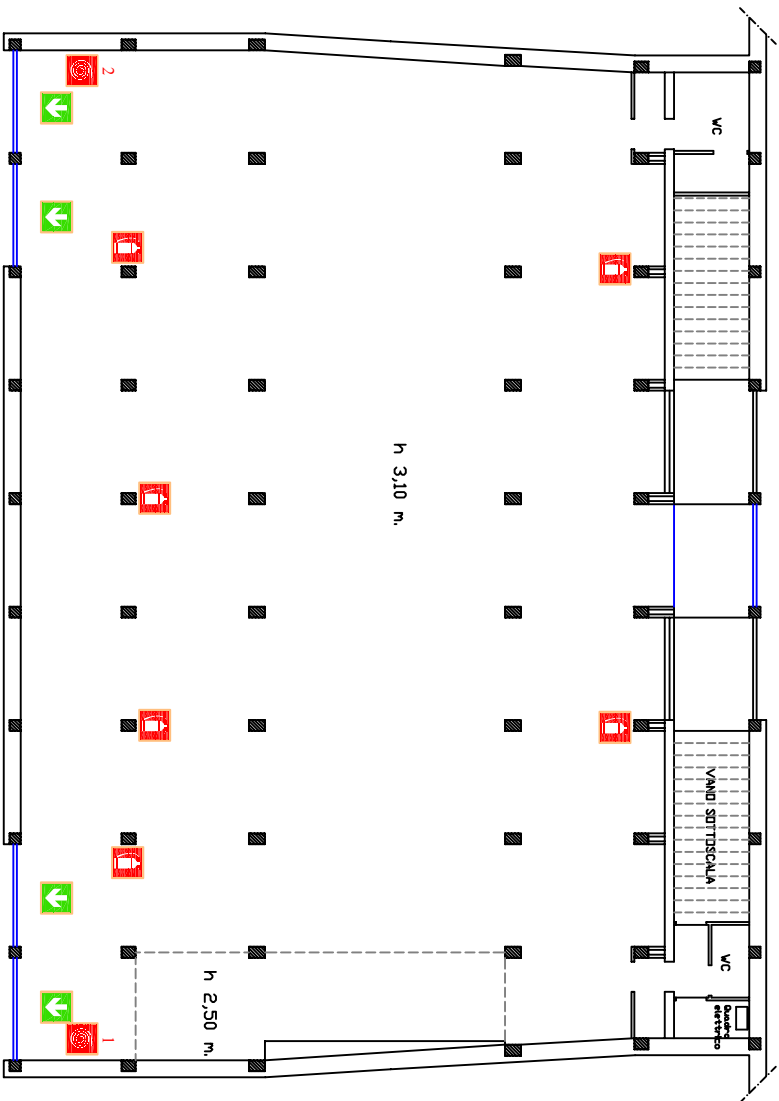 2
WC
h 3,10 m.
VANO SOTTOSCALA
WC
Quadro
elettrico
h 2,50 m.
1